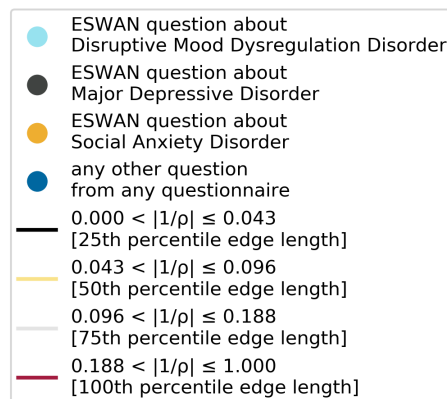 ESWAN question about
Disruptive Mood Dysregulation Disorder
ESWAN question about
Major Depressive Disorder
ESWAN question about
Social Anxiety Disorder
any other question
from any questionnaire
0.000 < |1/ρ| ≤ 0.043
[25th percentile edge length]
0.043 < |1/ρ| ≤ 0.096
[50th percentile edge length]
0.096 < |1/ρ| ≤ 0.188
[75th percentile edge length]
0.188 < |1/ρ| ≤ 1.000
[100th percentile edge length]